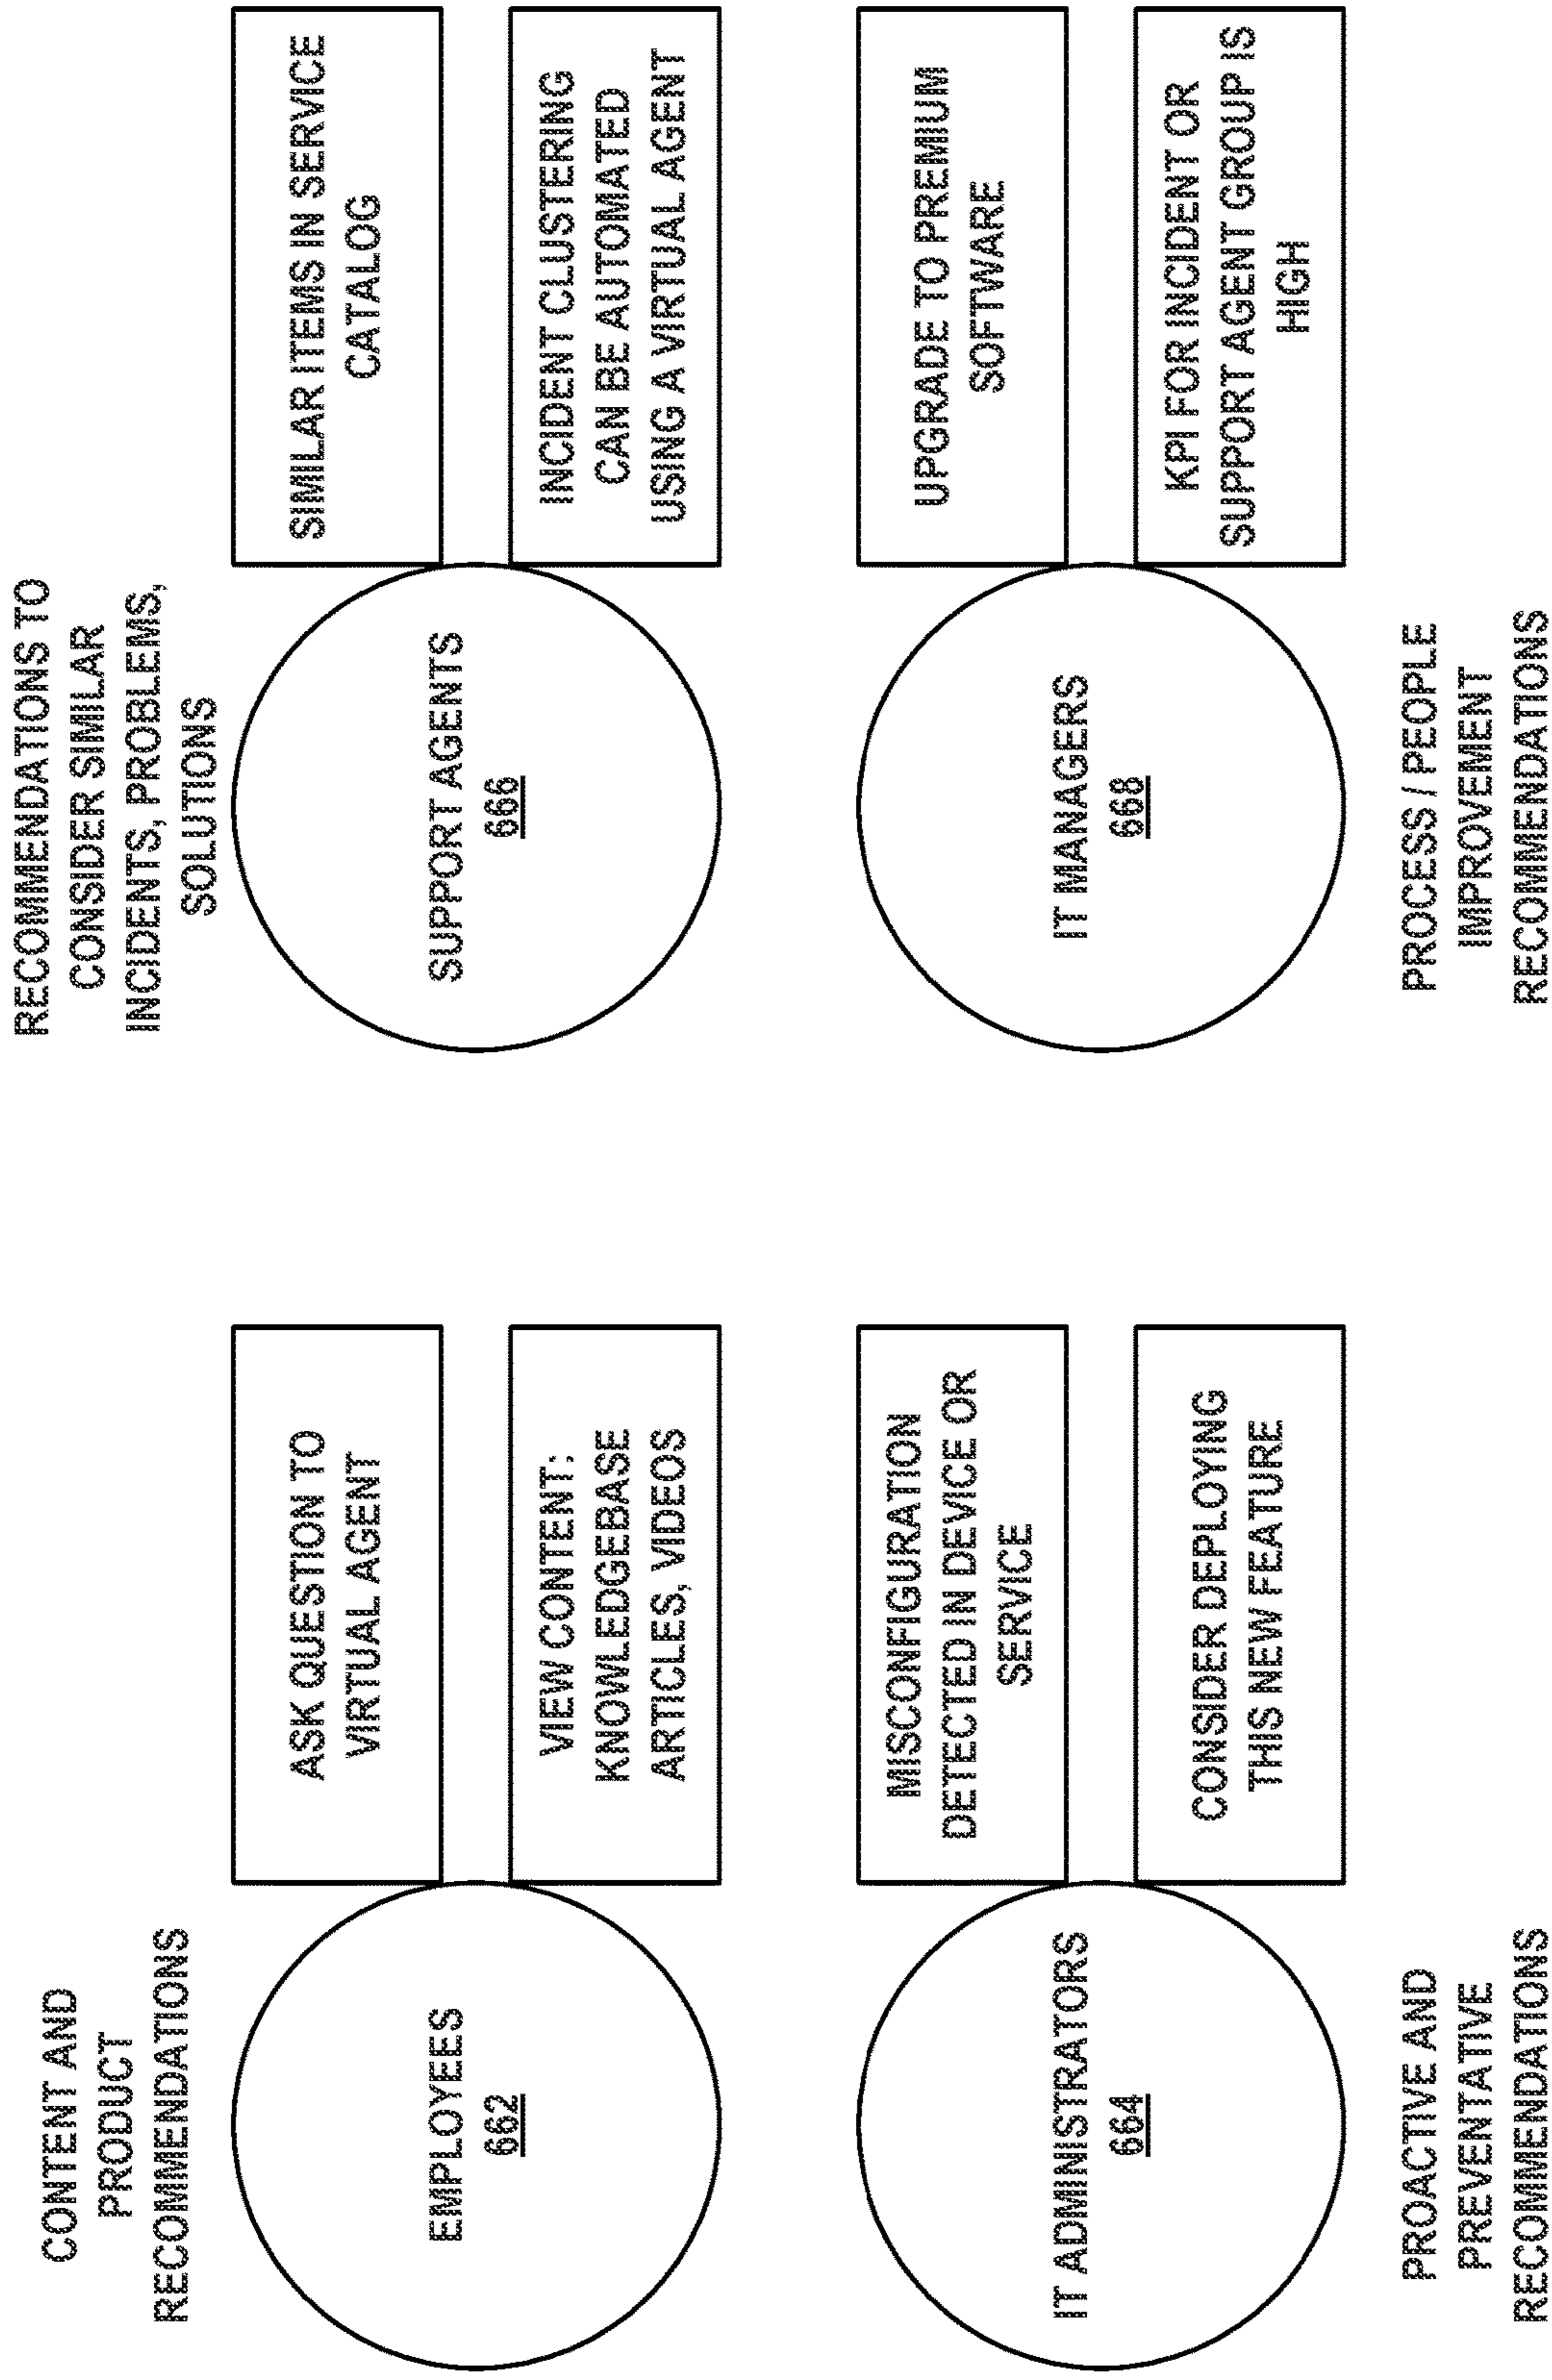 CONTENT AND
PRODUCT
RECOMMENDATIONS
EMPLOYEES
662
ASK QUESTION TO
VIRTUAL AGENT
VIEW CONTENT:
KNOWLEDGEBASE
ARTICLES, VIDEOS
RECOMMENDATIONS TO
CONSIDER SIMILAR
INCIDENTS, PROBLEMS,
SOLUTIONS
SUPPORT AGENTS
666
SIMILAR ITEMS IN SERVICE
CATALOG
INCIDENT CLUSTERING
CAN BE AUTOMATED
USING A VIRTUAL AGENT
IT ADMINISTRATORS
664
MISCONFIGURATION
DETECTED IN DEVICE OR
SERVICE
CONSIDER DEPLOYING
THIS NEW FEATURE
PROACTIVE AND
PREVENTATIVE
RECOMMENDATIONS
IT MANAGERS
668
UPGRADE TO PREMIUM
SOFTWARE
KPI FOR INCIDENT OR
SUPPORT AGENT GROUP IS
HIGH
PROCESS / PEOPLE
IMPROVEMENT
RECOMMENDATIONS